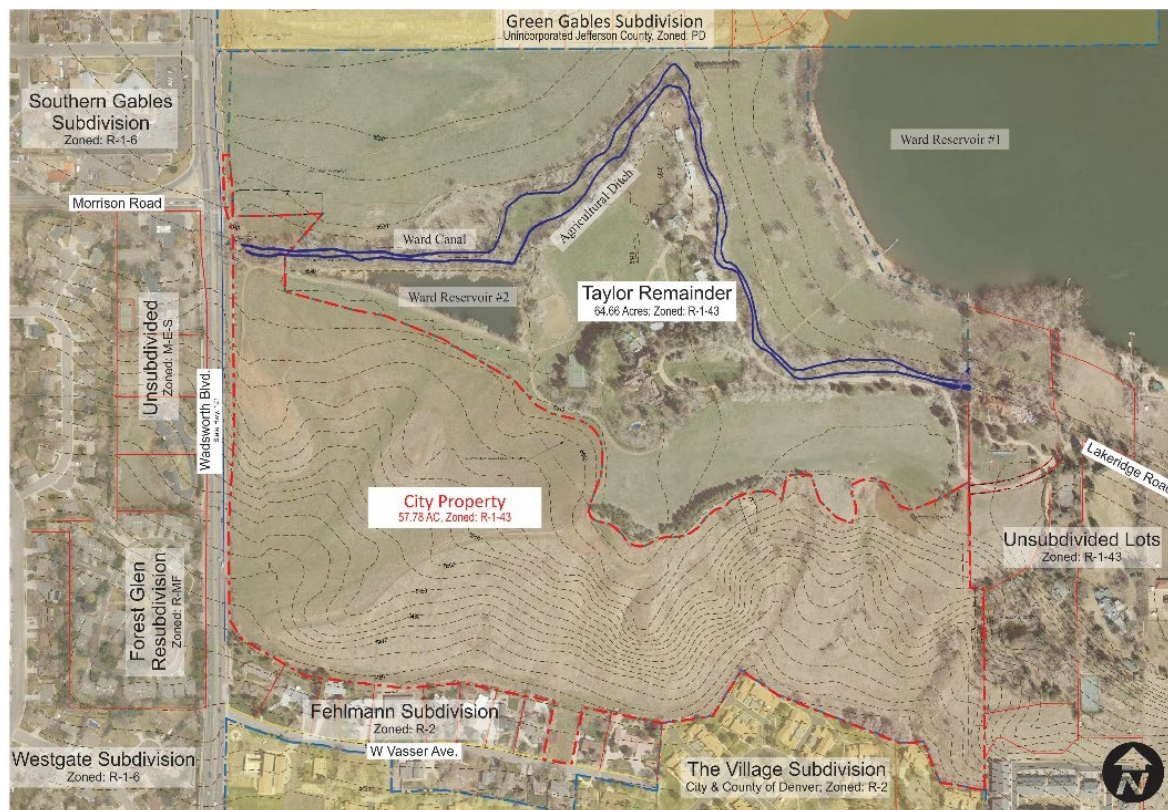 Green Gables Subdivision
Unincorporated Jefferson County, Zoned: PD
Southern Gables
Subdivision
Zoned: R-1-6
Ward Reservoir #1
Morrison Road
Ward Canal
Agricultural Ditch
Ward Reservoir #2
Taylor Remainder
64.66 Acres; Zoned: R-1-43
Unsubdivided
Zoned: M-E-S
Wadsworth Blvd.
Lakeridge Road
City Property
57.78 AC, Zoned: R-1-43
Unsubdivided Lots
Zoned: R-1-43
Forest Glen
Resubdivision
Zoned: R-MF
Fehlmann Subdivision
Zoned: R-2
W Vasser Ave.
Westgate Subdivision
Zoned: R-1-6
The Village Subdivision
City & County of Denver; Zoned: R-2
N